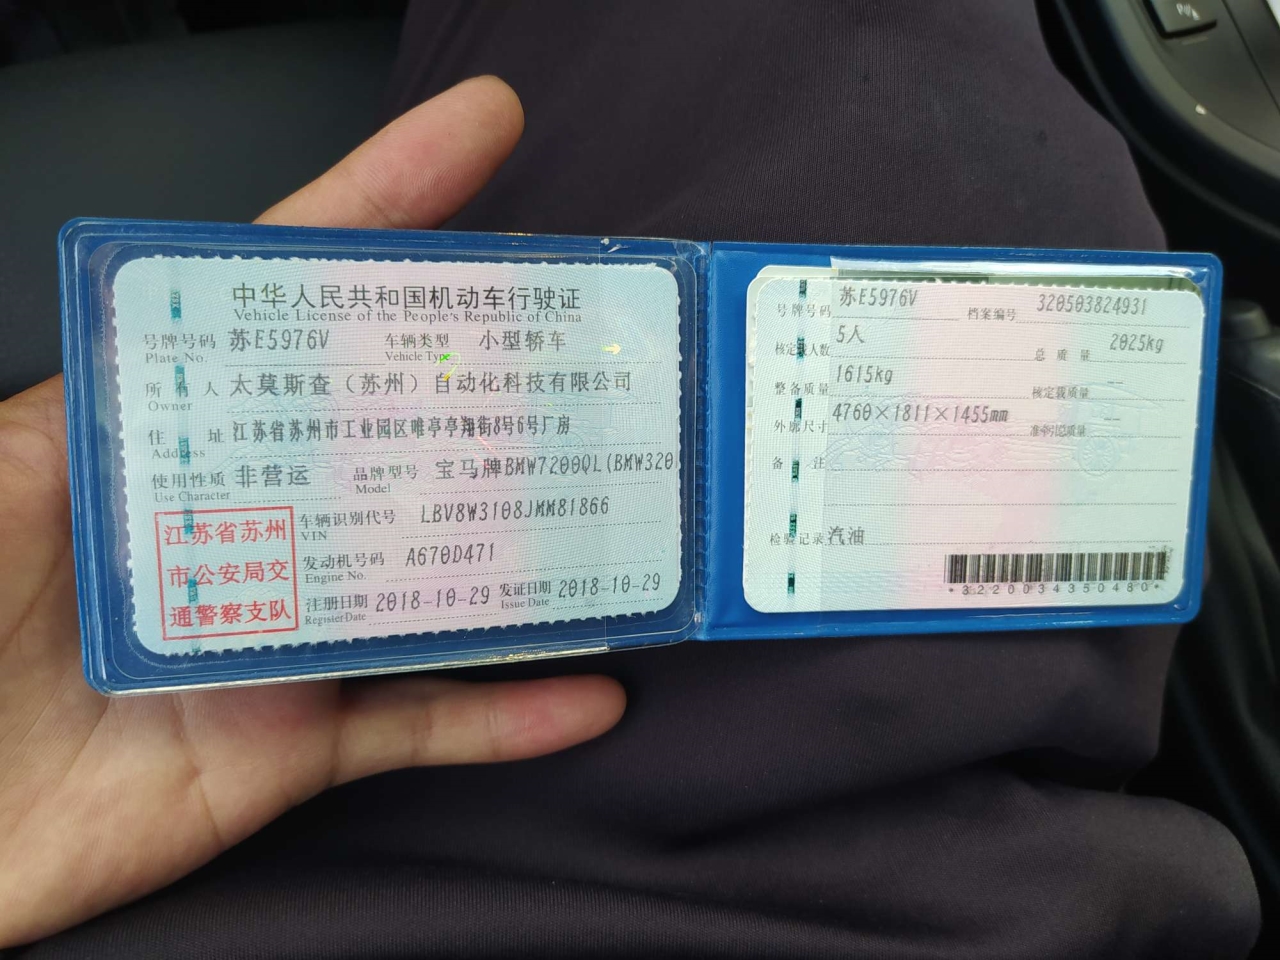 中华人民共和国机动车行驶证
Vehicle License of the People's Republic of China
号牌号码 苏E5976V 车辆类型 小型轿车
Plate No. Vehicle Type
所有人 太莫斯查（苏州）自动化科技有限公司
Owner
住址 江苏省苏州市工业园区唯亭亭翔街8号6号厂房
Address
使用性质 非营运 品牌型号 宝马牌BMW7200QL(BMW320
Use Character Model
江苏省苏州
市公安局交
通警察支队
车辆识别代号 LBV8W3108JMM81866
VIN
发动机号码 A670D471
Engine No.
注册日期 2018-10-29 发证日期 2018-10-29
Register Date Issue Date
号牌号码 苏E5976V 档案编号 320503824931
核定载人数 5人 总质量 2025kg
整备质量 1615kg 核定载质量 --
外廓尺寸 4760×1811×1455mm 准牵引总质量 --
备注
检验记录 汽油
*3220034350480*
P